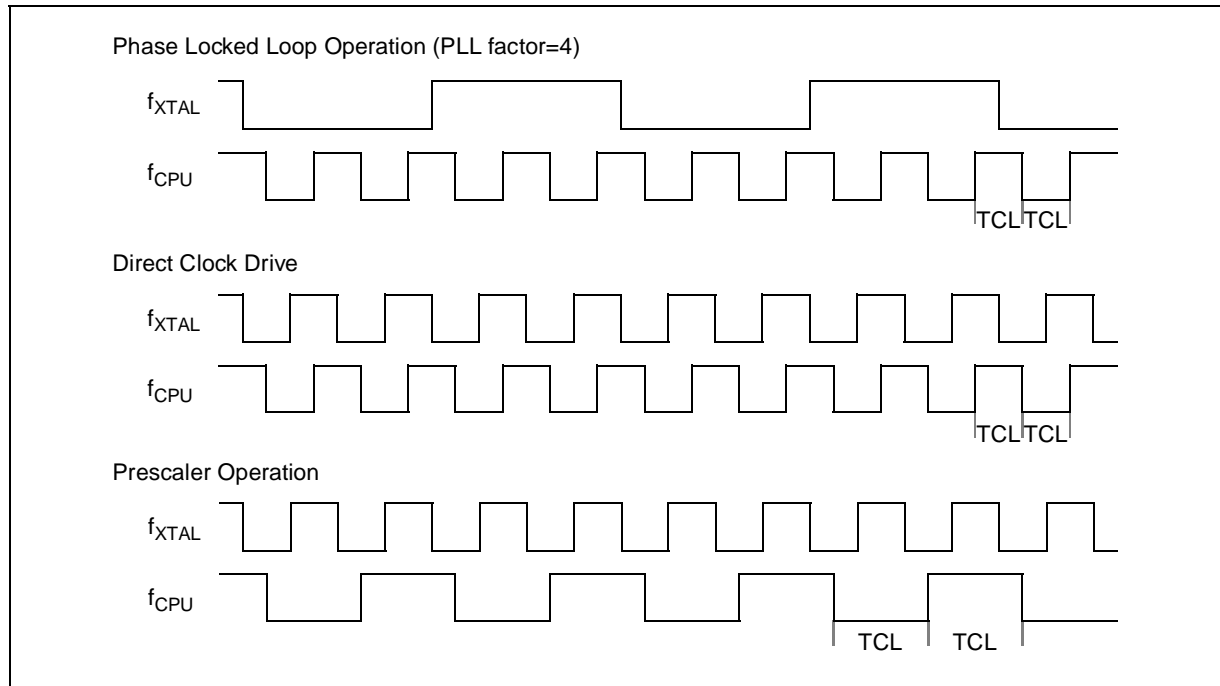 Phase Locked Loop Operation (PLL factor=4)
fXTAL
fCPU
TCL TCL
Direct Clock Drive
fXTAL
fCPU
TCL TCL
Prescaler Operation
fXTAL
fCPU
TCL TCL